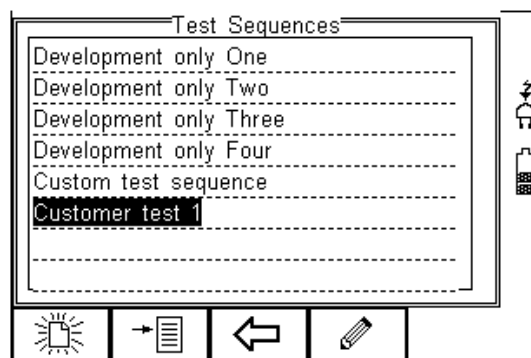 Test Sequences
Development only One
Development only Two
Development only Three
Development only Four
Custom test sequence
Customer test 1